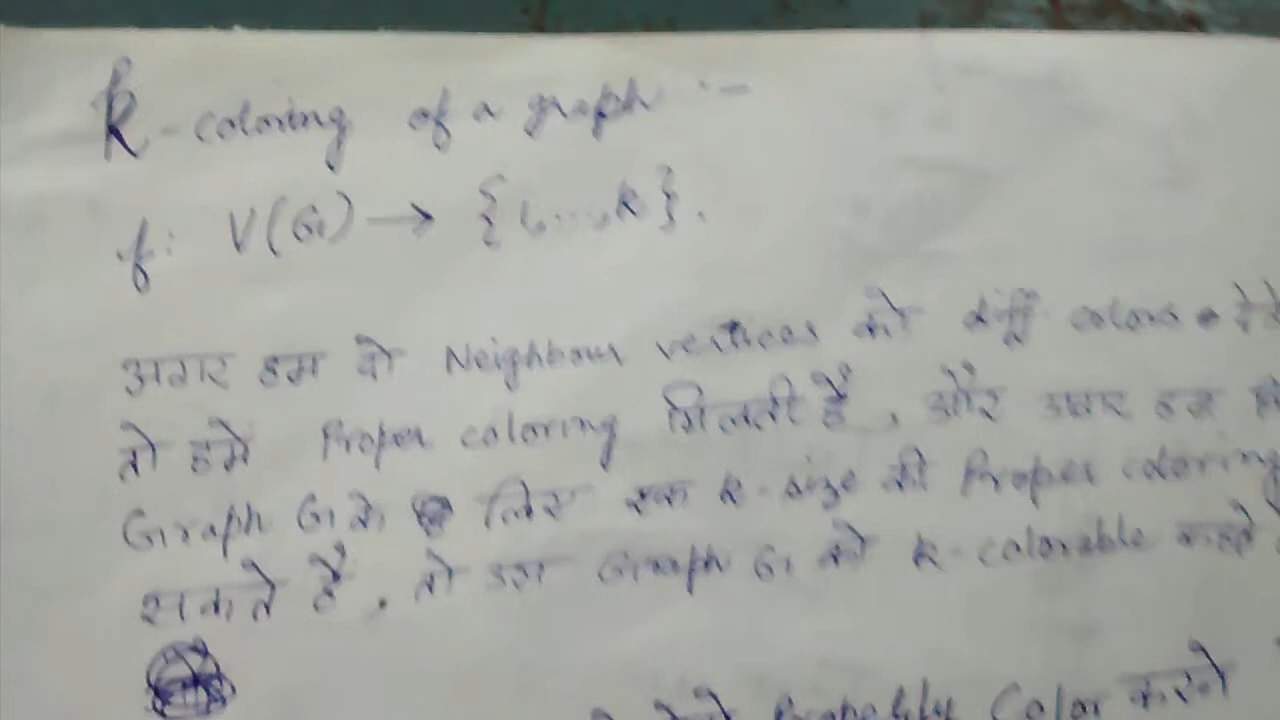 k-coloring of a graph :-
f: V(G) → {1,...,k}.
अगर हम दो Neighbour vertices को diff colors
तो हमे Proper coloring मिलती है, और अगर हम
Graph G के लिए एक k-size की Proper coloring
सकते है, तो उस Graph G को k-colorable कहते
Color करने